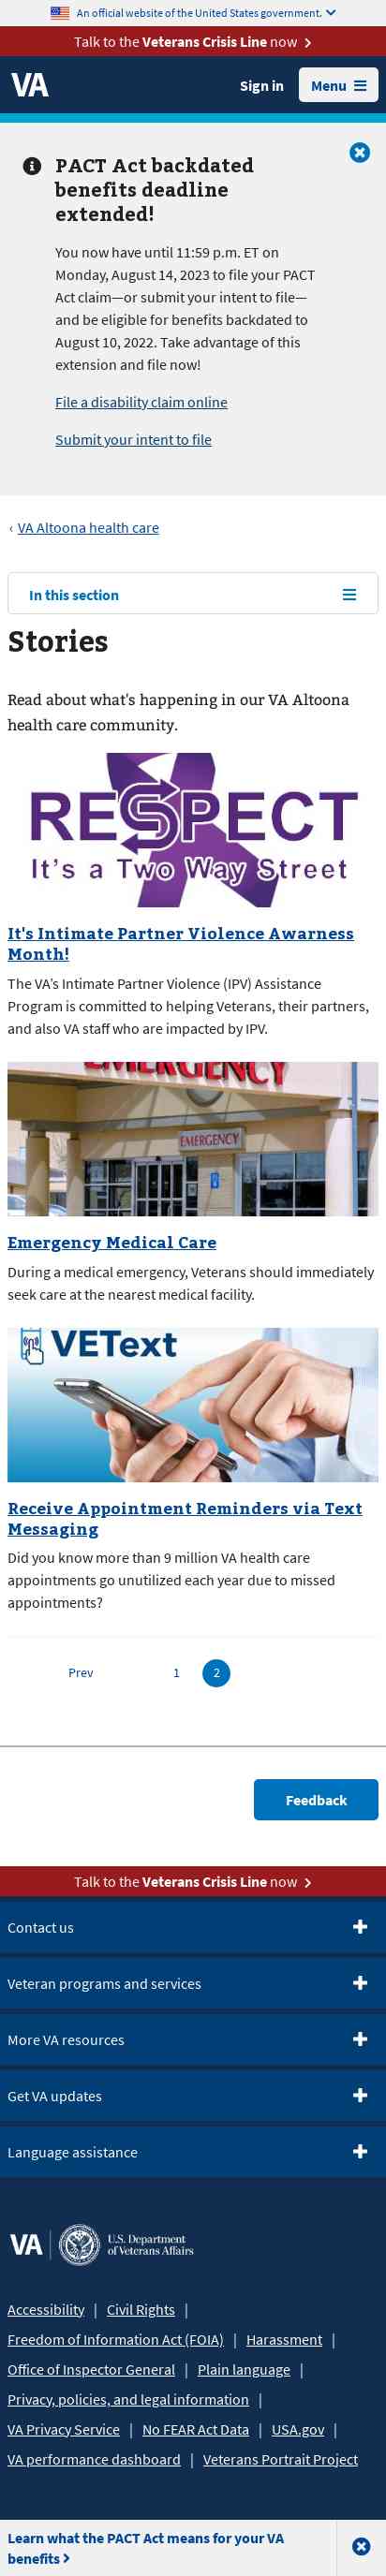 An official website of the United States government.
Talk to the Veterans Crisis Line now
VA
Sign in
Menu
PACT Act backdated
benefits deadline
extended!
You now have until 11:59 p.m. ET on
Monday, August 14, 2023 to file your PACT
Act claim—or submit your intent to file—
and be eligible for benefits backdated to
August 10, 2022. Take advantage of this
extension and file now!
File a disability claim online
Submit your intent to file
‹ VA Altoona health care
In this section
Stories
Read about what's happening in our VA Altoona
health care community.
RESPECT
It's a Two Way Street
It's Intimate Partner Violence Awarness
Month!
The VA’s Intimate Partner Violence (IPV) Assistance
Program is committed to helping Veterans, their partners,
and also VA staff who are impacted by IPV.
EMERGENCY
EMERGENCY
Emergency Medical Care
During a medical emergency, Veterans should immediately
seek care at the nearest medical facility.
VEText
Receive Appointment Reminders via Text
Messaging
Did you know more than 9 million VA health care
appointments go unutilized each year due to missed
appointments?
Prev 1 2
Feedback
Talk to the Veterans Crisis Line now
Contact us
Veteran programs and services
More VA resources
Get VA updates
Language assistance
VA
U.S. Department
of Veterans Affairs
Accessibility | Civil Rights |
Freedom of Information Act (FOIA) | Harassment |
Office of Inspector General | Plain language |
Privacy, policies, and legal information |
VA Privacy Service | No FEAR Act Data | USA.gov |
VA performance dashboard | Veterans Portrait Project
Learn what the PACT Act means for your VA
benefits